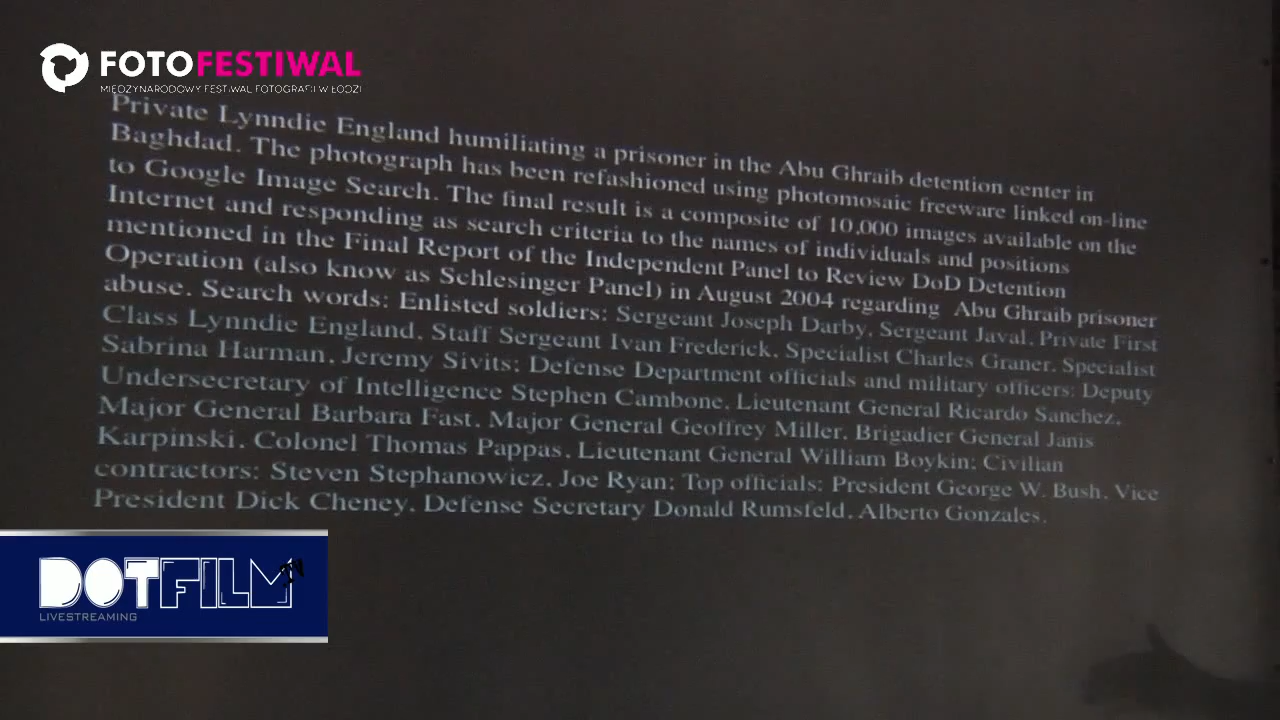 FOTOFESTIWAL
MIĘDZYNARODOWY FESTIWAL FOTOGRAFII W ŁODZI
Private Lynndie England humiliating a prisoner in the Abu Ghraib detention center in
Baghdad. The photograph has been refashioned using photomosaic freeware linked on-line
to Google Image Search. The final result is a composite of 10,000 images available on the
Internet and responding as search criteria to the names of individuals and positions
mentioned in the Final Report of the Independent Panel to Review DoD Detention
Operation (also know as Schlesinger Panel) in August 2004 regarding Abu Ghraib prisoner
abuse. Search words: Enlisted soldiers: Sergeant Joseph Darby, Sergeant Javal, Private First
Class Lynndie England, Staff Sergeant Ivan Frederick, Specialist Charles Graner, Specialist
Sabrina Harman, Jeremy Sivits; Defense Department officials and military officers: Deputy
Undersecretary of Intelligence Stephen Cambone, Lieutenant General Ricardo Sanchez,
Major General Barbara Fast, Major General Geoffrey Miller, Brigadier General Janis
Karpinski, Colonel Thomas Pappas, Lieutenant General William Boykin; Civilian
contractors: Steven Stephanowicz, Joe Ryan; Top officials: President George W. Bush, Vice
President Dick Cheney, Defense Secretary Donald Rumsfeld, Alberto Gonzales.
DOTFILM
LIVESTREAMING